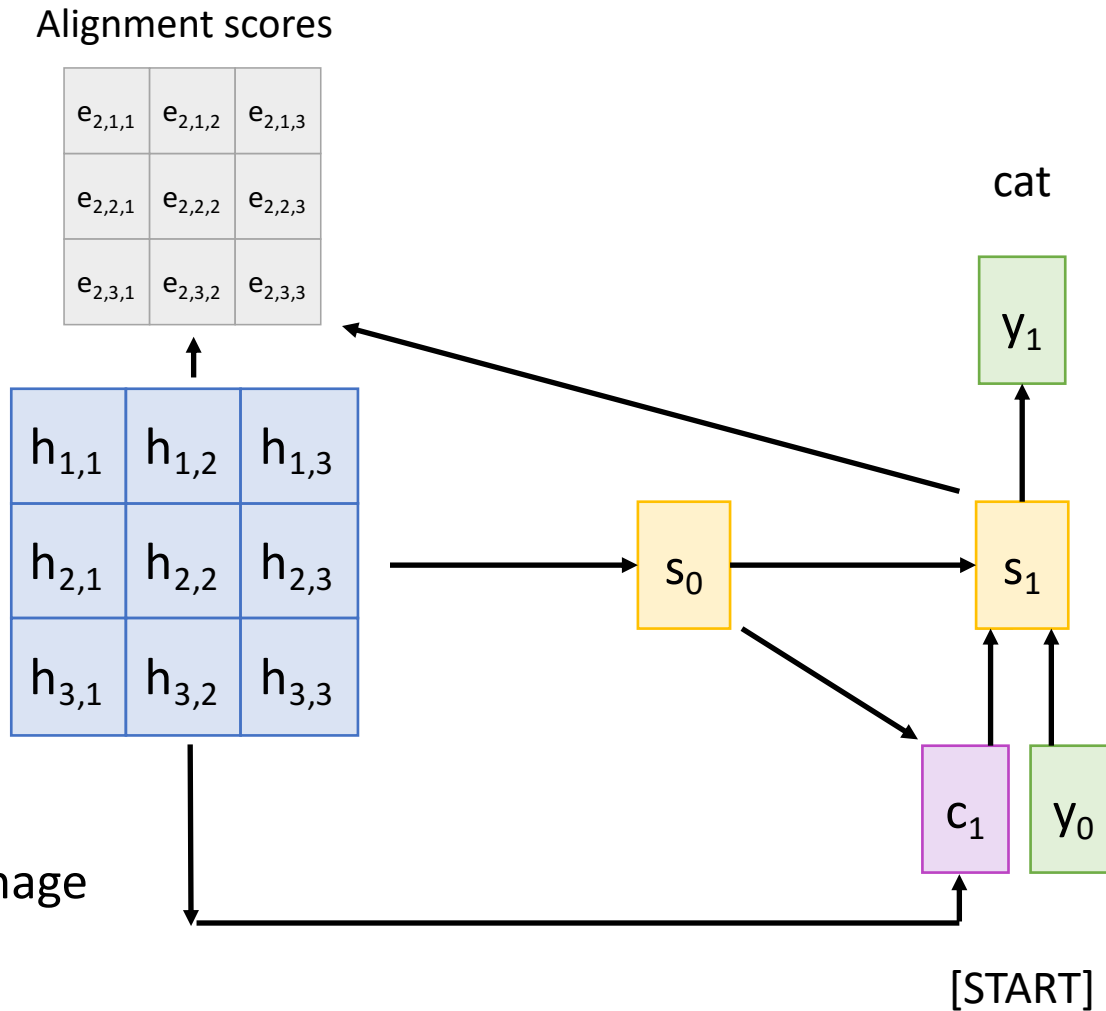 Alignment scores
e2,1,1 e2,1,2 e2,1,3
e2,2,1 e2,2,2 e2,2,3
e2,3,1 e2,3,2 e2,3,3
cat
y1
h1,1 h1,2 h1,3
h2,1 h2,2 h2,3
h3,1 h3,2 h3,3
s0 s1
c1 y0
[START]